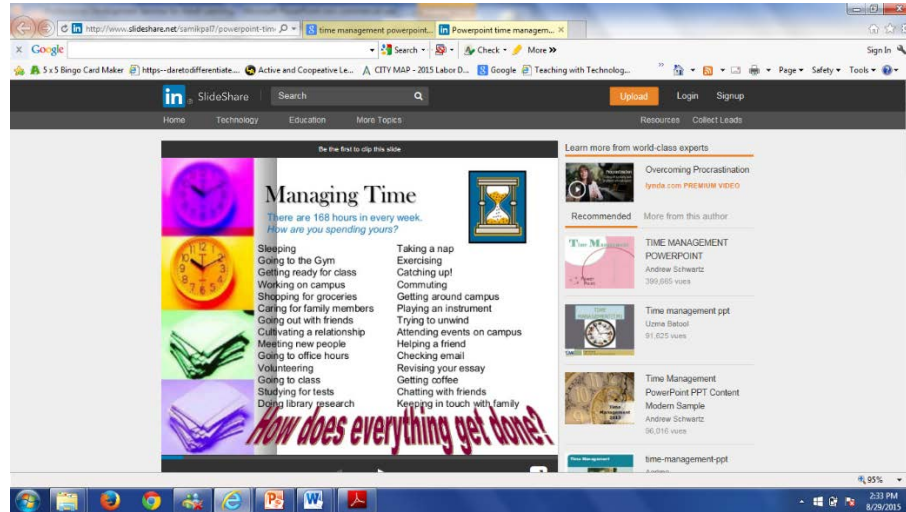 http://www.slideshare.net/samikpal7/powerpoint-tim
time management powerpoint...
Powerpoint time managem...
Google
Search
Check
More »
Sign In
5 x 5 Bingo Card Maker
https--daretodifferentiate...
Active and Coopeative Le...
CITY MAP - 2015 Labor D...
Google
Teaching with Technolog...
Page
Safety
Tools
in SlideShare
Search
Upload
Login
Signup
Home
Technology
Education
More Topics
Resources
Collect Leads
Be the first to clip this slide
Managing Time
There are 168 hours in every week.
How are you spending yours?
Sleeping
Going to the Gym
Getting ready for class
Working on campus
Shopping for groceries
Caring for family members
Going out with friends
Cultivating a relationship
Meeting new people
Going to office hours
Volunteering
Going to class
Studying for tests
Doing library research
Taking a nap
Exercising
Catching up!
Commuting
Getting around campus
Playing an instrument
Trying to unwind
Attending events on campus
Helping a friend
Checking email
Revising your essay
Getting coffee
Chatting with friends
Keeping in touch with family
How does everything get done?
Learn more from world-class experts
Overcoming Procrastination
lynda.com PREMIUM VIDEO
Recommended
More from this author
TIME MANAGEMENT
POWERPOINT
Andrew Schwartz
Time management ppt
Uzma Batool
91,625 views
Time Management
PowerPoint PPT Content
Modern Sample
Andrew Schwartz
time-management-ppt
95%
2:33 PM
8/29/2015